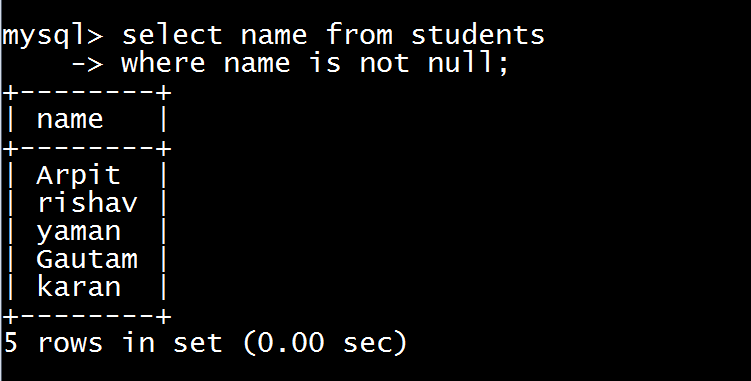 mysql> select name from students
    -> where name is not null;
+--------+
| name   |
+--------+
| Arpit  |
| rishav |
| yaman  |
| Gautam |
| karan  |
+--------+
5 rows in set (0.00 sec)